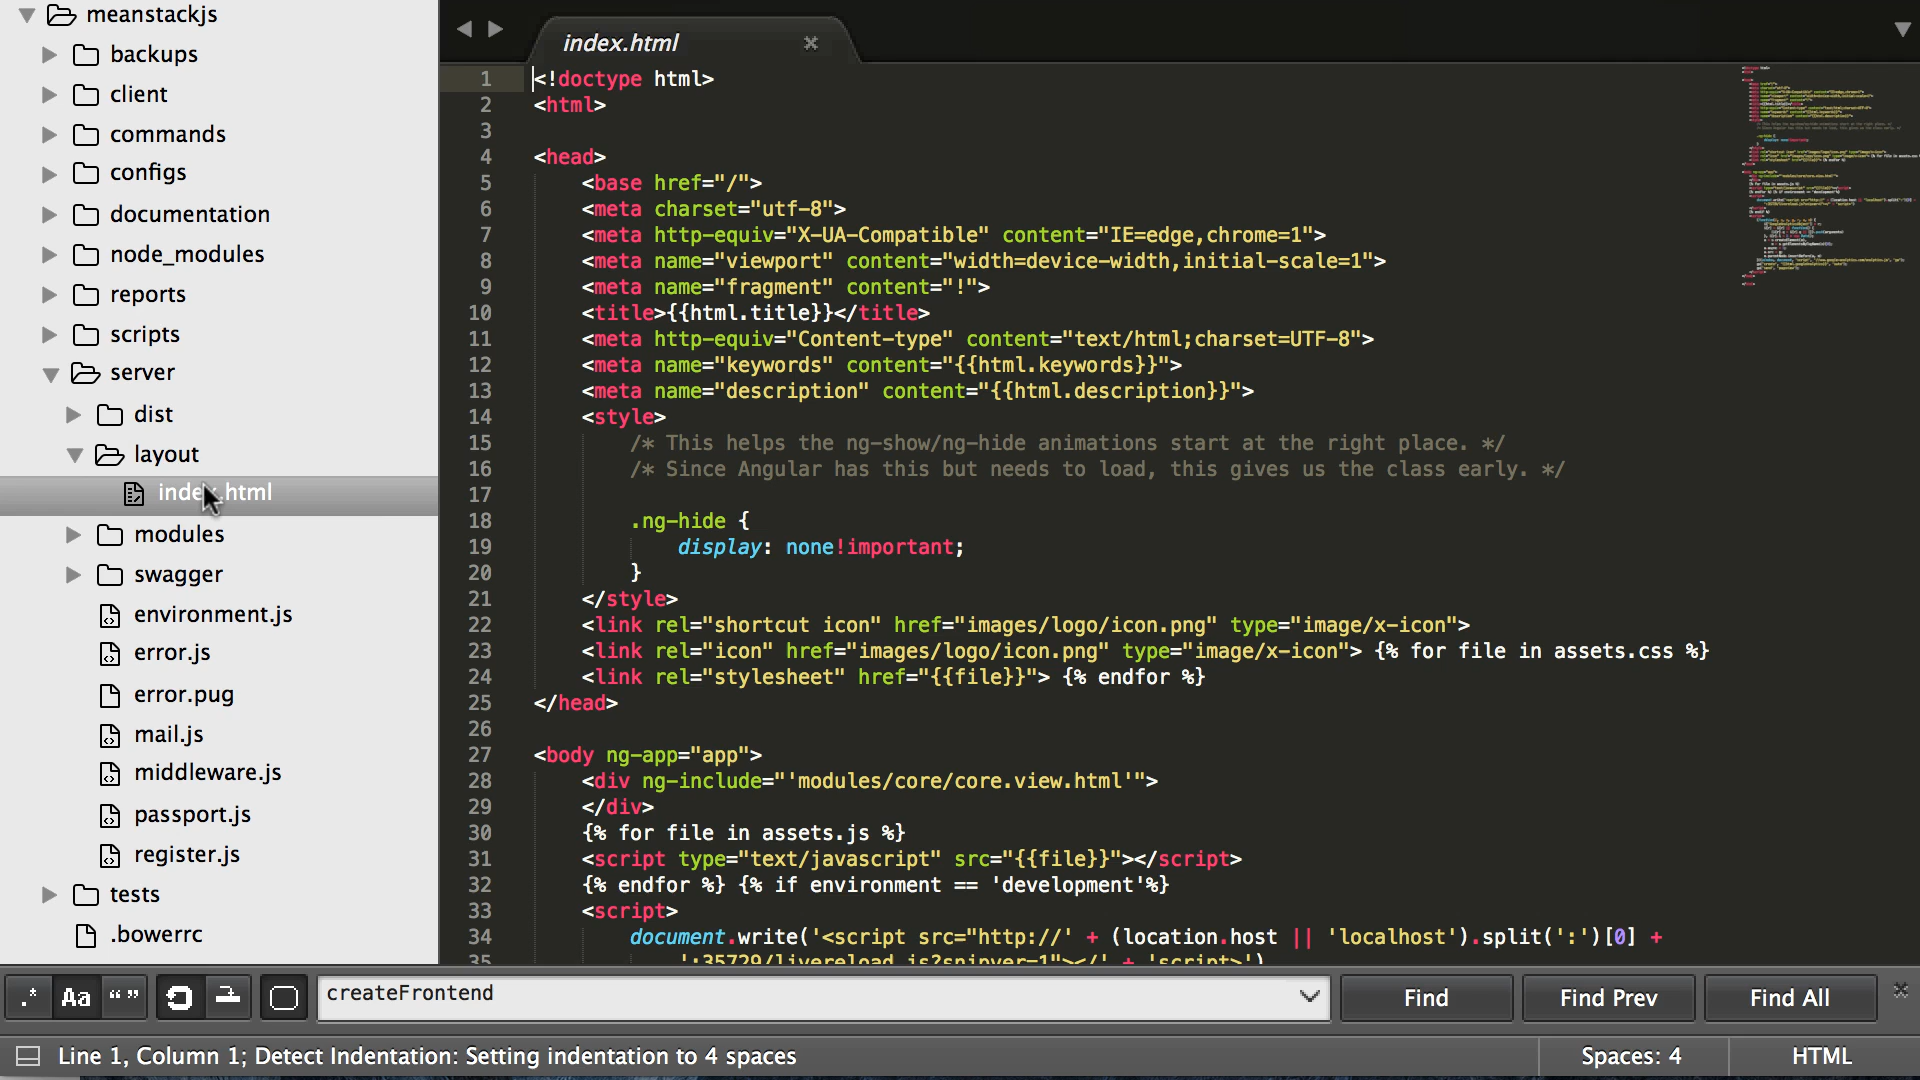 meanstackjs
backups
client
commands
configs
documentation
node_modules
reports
scripts
server
dist
layout
index.html
modules
swagger
environment.js
error.js
error.pug
mail.js
middleware.js
passport.js
register.js
tests
.bowerrc
index.html
1 <!doctype html>
2 <html>
3
4 <head>
5 <base href="/">
6 <meta charset="utf-8">
7 <meta http-equiv="X-UA-Compatible" content="IE=edge,chrome=1">
8 <meta name="viewport" content="width=device-width,initial-scale=1">
9 <meta name="fragment" content="!">
10 <title>{{html.title}}</title>
11 <meta http-equiv="Content-type" content="text/html;charset=UTF-8">
12 <meta name="keywords" content="{{html.keywords}}">
13 <meta name="description" content="{{html.description}}">
14 <style>
15 /* This helps the ng-show/ng-hide animations start at the right place. */
16 /* Since Angular has this but needs to load, this gives us the class early. */
17
18 .ng-hide {
19 display: none!important;
20 }
21 </style>
22 <link rel="shortcut icon" href="images/logo/icon.png" type="image/x-icon">
23 <link rel="icon" href="images/logo/icon.png" type="image/x-icon"> {% for file in assets.css %}
24 <link rel="stylesheet" href="{{file}}"> {% endfor %}
25 </head>
26
27 <body ng-app="app">
28 <div ng-include="'modules/core/core.view.html'">
29 </div>
30 {% for file in assets.js %}
31 <script type="text/javascript" src="{{file}}"></script>
32 {% endfor %} {% if environment == 'development'%}
33 <script>
34 document.write('<script src="http://' + (location.host || 'localhost').split(':')[0] +
35 ':35729/livereload.js?snipver=1"></' + 'script>')
.* Aa “ ”
createFrontend
Find
Find Prev
Find All
Line 1, Column 1; Detect Indentation: Setting indentation to 4 spaces
Spaces: 4
HTML